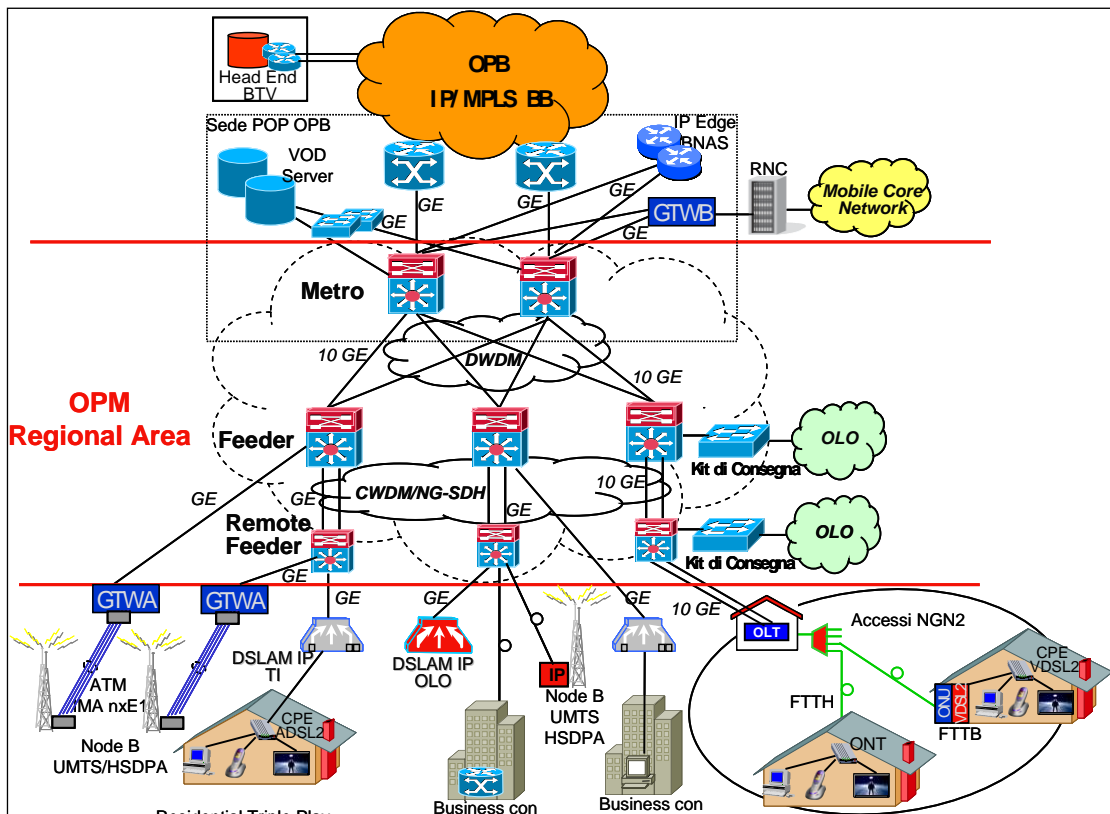 OPB
IP/ MPLS BB
Head End
BTV
Sede POP OPB
VOD
Server
IP Edge
BNAS
RNC
Mobile Core
Network
GE
GE
GE
GE
GE
GE
GTWB
Metro
10 GE
DWDM
10 GE
OPM
Regional Area
Feeder
OLO
Kit di Consegna
CWDM/NG-SDH
10 GE
GE
GE
GE
Remote
Feeder
OLO
Kit di Consegna
GE
GTWA
GTWA
GE
GE
GE
10 GE
OLT
Accessi NGN2
DSLAM IP
TI
DSLAM IP
OLO
IP
Node B
UMTS
HSDPA
ATM
IMA nxE1
Node B
UMTS/HSDPA
CPE
ADSL2
FTTH
CPE
VDSL2
ONU
VDSL2
FTTB
ONT
Residential Triple Play
Business con
Business con